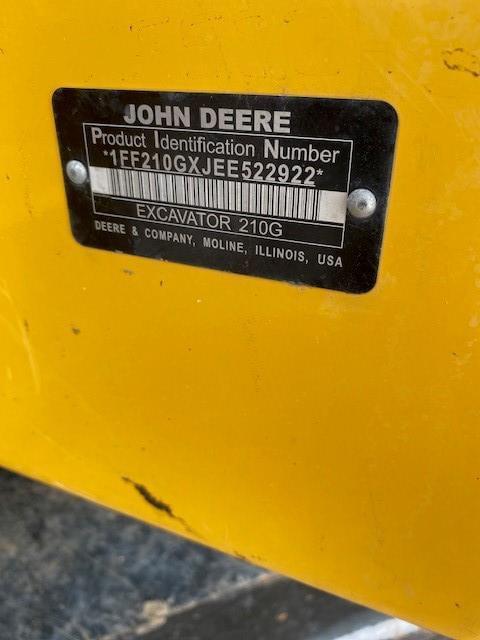 JOHN DEERE
Product Identification Number
*1FF210GXJEE522922*
EXCAVATOR 210G
DEERE & COMPANY, MOLINE, ILLINOIS, USA